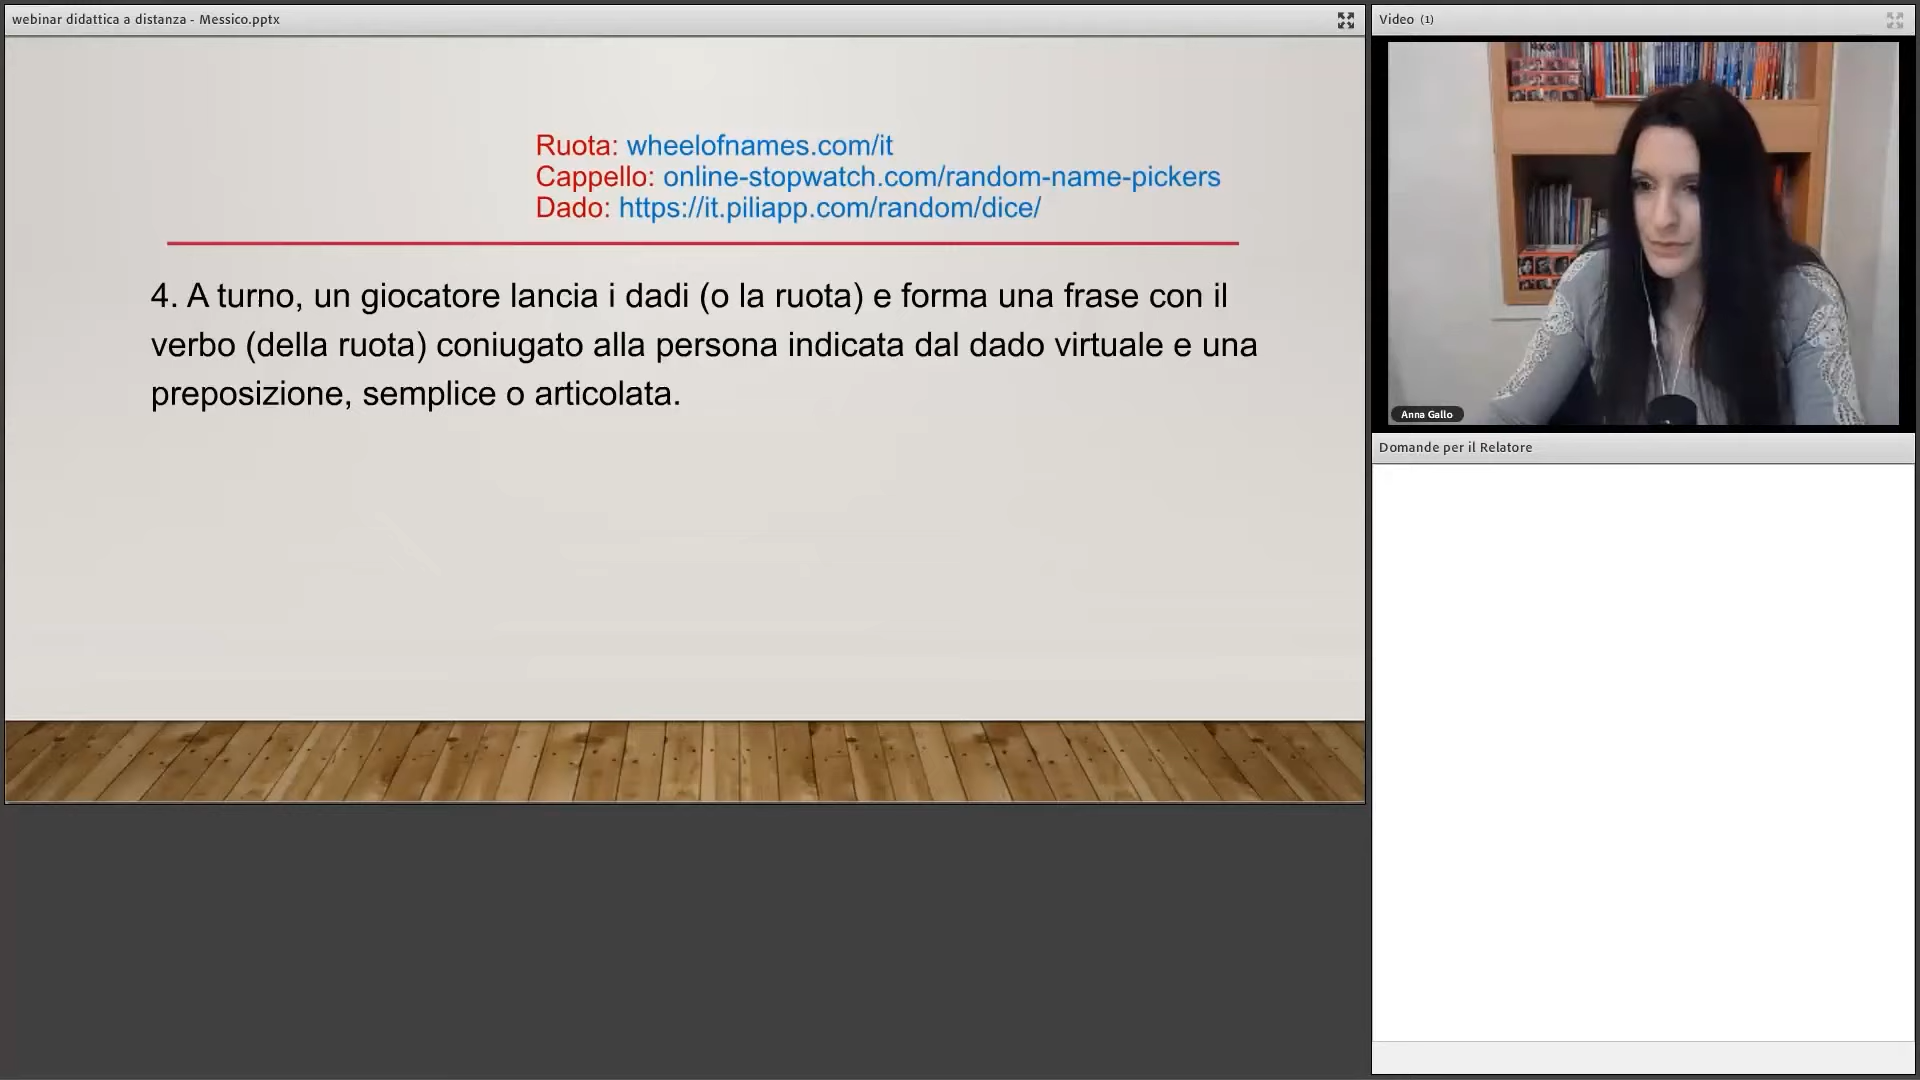 webinar didattica a distanza - Messico.pptx
Video (1)
Ruota: wheelofnames.com/it
Cappello: online-stopwatch.com/random-name-pickers
Dado: https://it.piliapp.com/random/dice/
4. A turno, un giocatore lancia i dadi (o la ruota) e forma una frase con il
verbo (della ruota) coniugato alla persona indicata dal dado virtuale e una
preposizione, semplice o articolata.
Anna Gallo
Domande per il Relatore